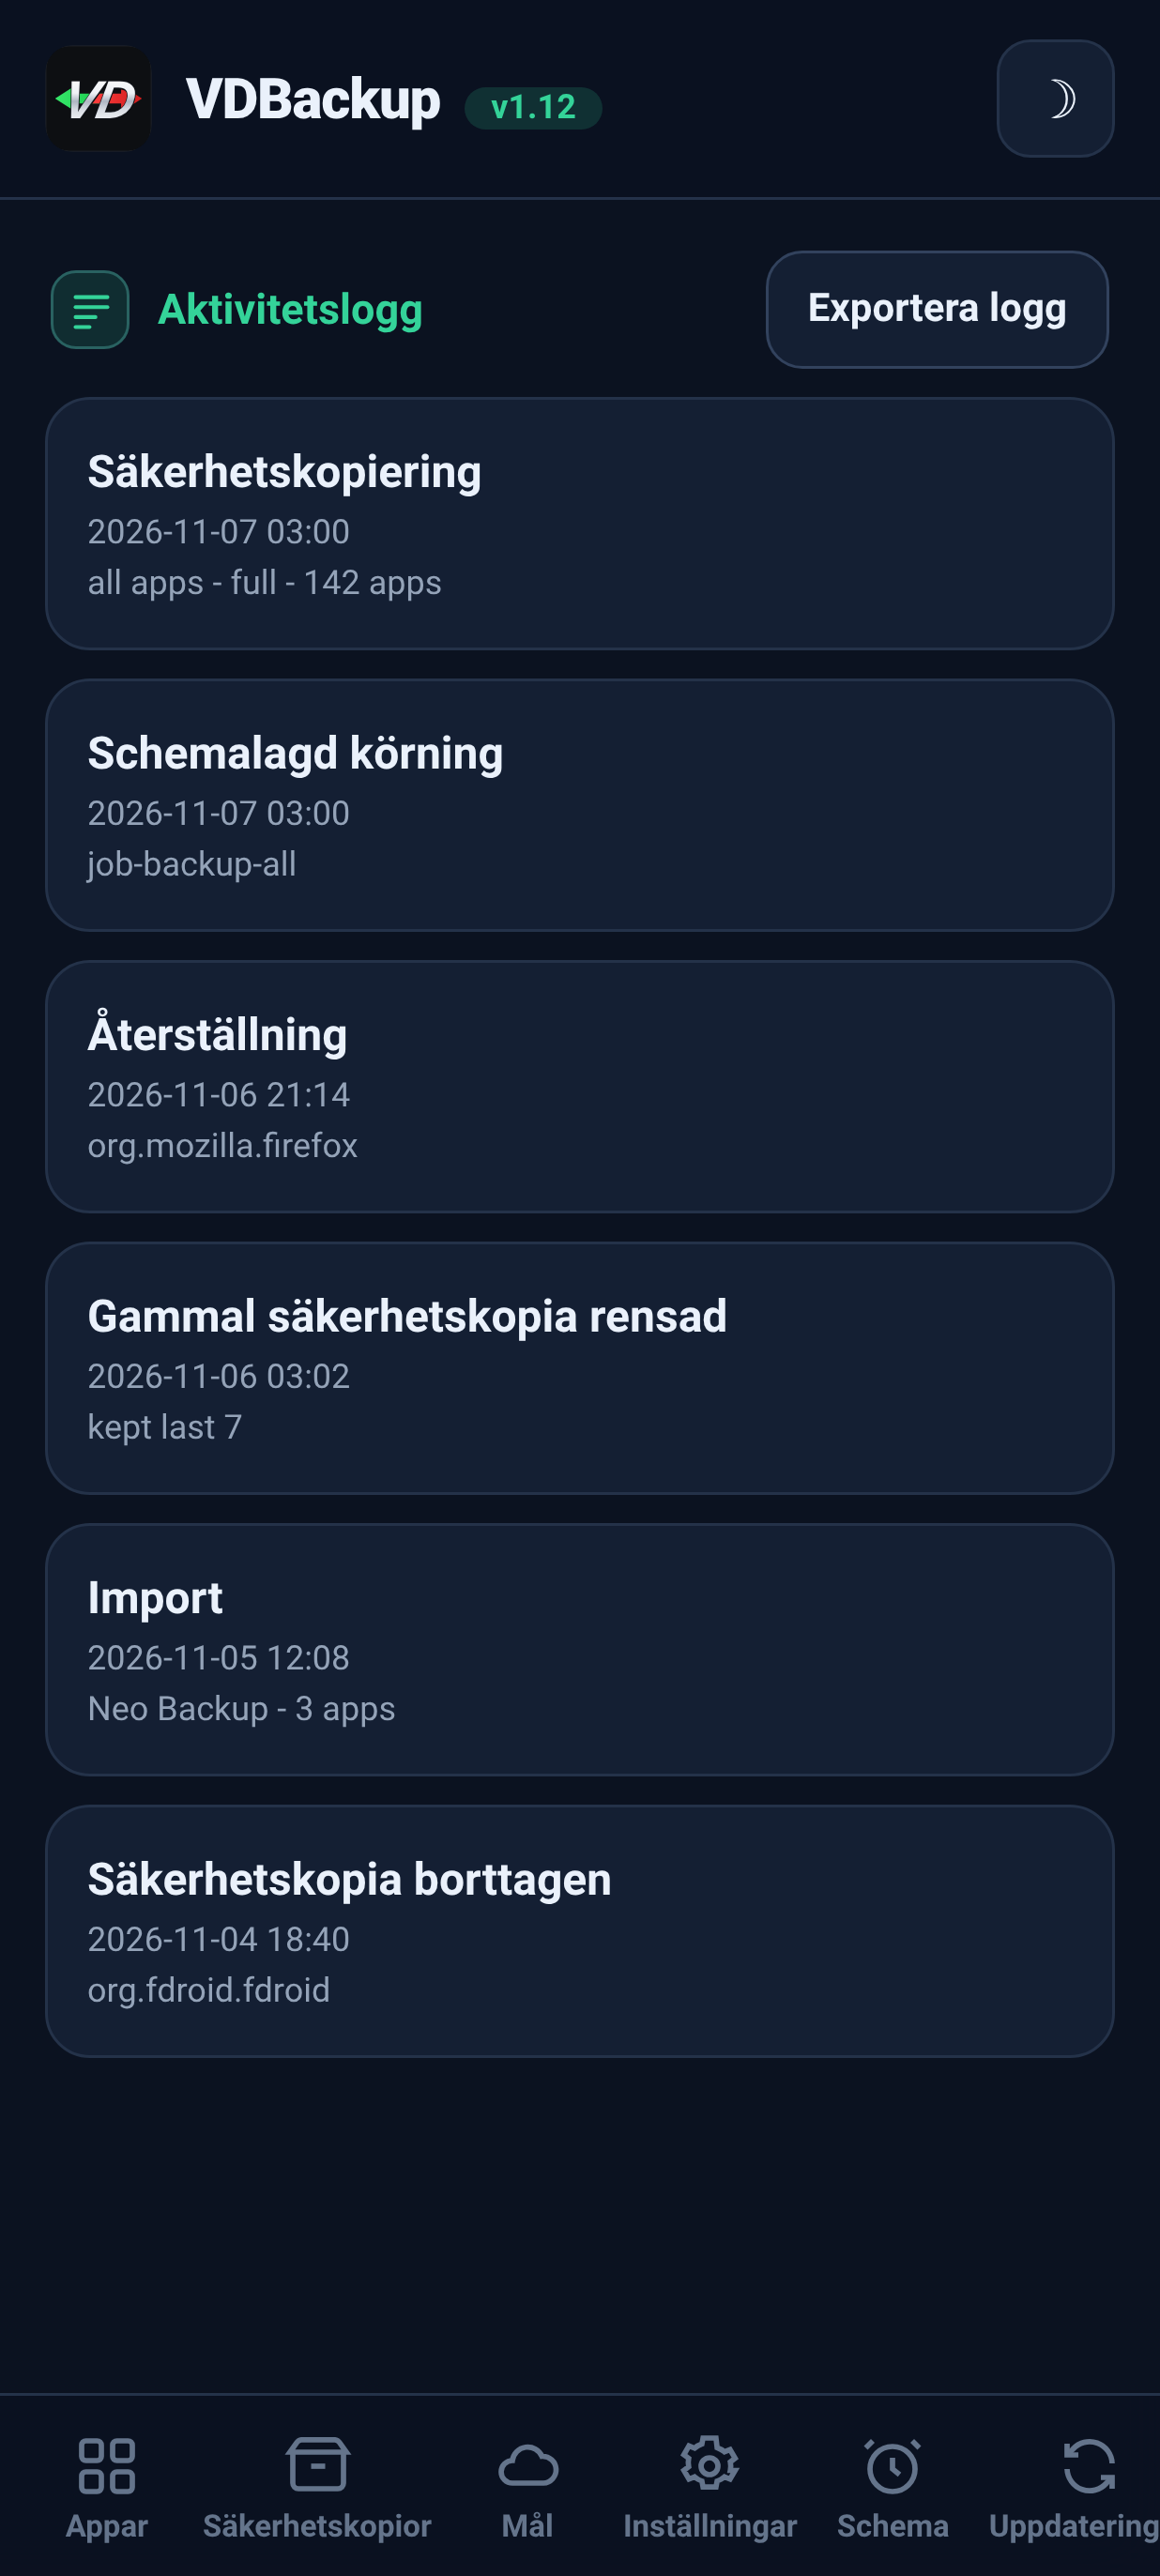 VD
VDBackup v1.12
Aktivitetslogg
Exportera logg
Säkerhetskopiering
2026-11-07 03:00
all apps - full - 142 apps
Schemalagd körning
2026-11-07 03:00
job-backup-all
Återställning
2026-11-06 21:14
org.mozilla.firefox
Gammal säkerhetskopia rensad
2026-11-06 03:02
kept last 7
Import
2026-11-05 12:08
Neo Backup - 3 apps
Säkerhetskopia borttagen
2026-11-04 18:40
org.fdroid.fdroid
Appar
Säkerhetskopior
Mål
Inställningar
Schema
Uppdatering